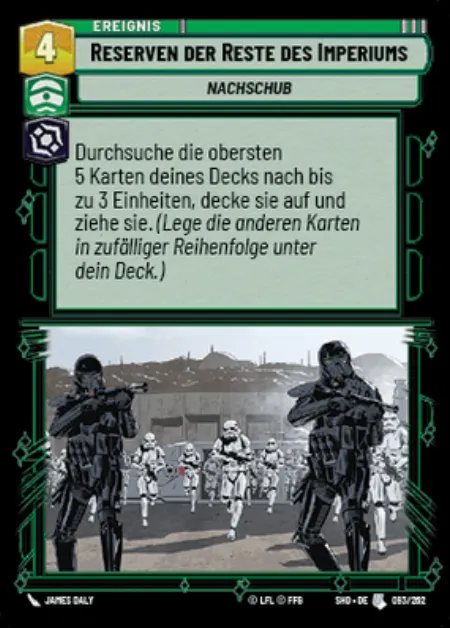 EREIGNIS
4
RESERVEN DER RESTE DES IMPERIUMS
NACHSCHUB
Durchsuche die obersten
5 Karten deines Decks nach bis
zu 3 Einheiten, decke sie auf und
ziehe sie. (Lege die anderen Karten
in zufälliger Reihenfolge unter
dein Deck.)
JAMES DALY
© LFL © FFG
SHD • DE
093/262